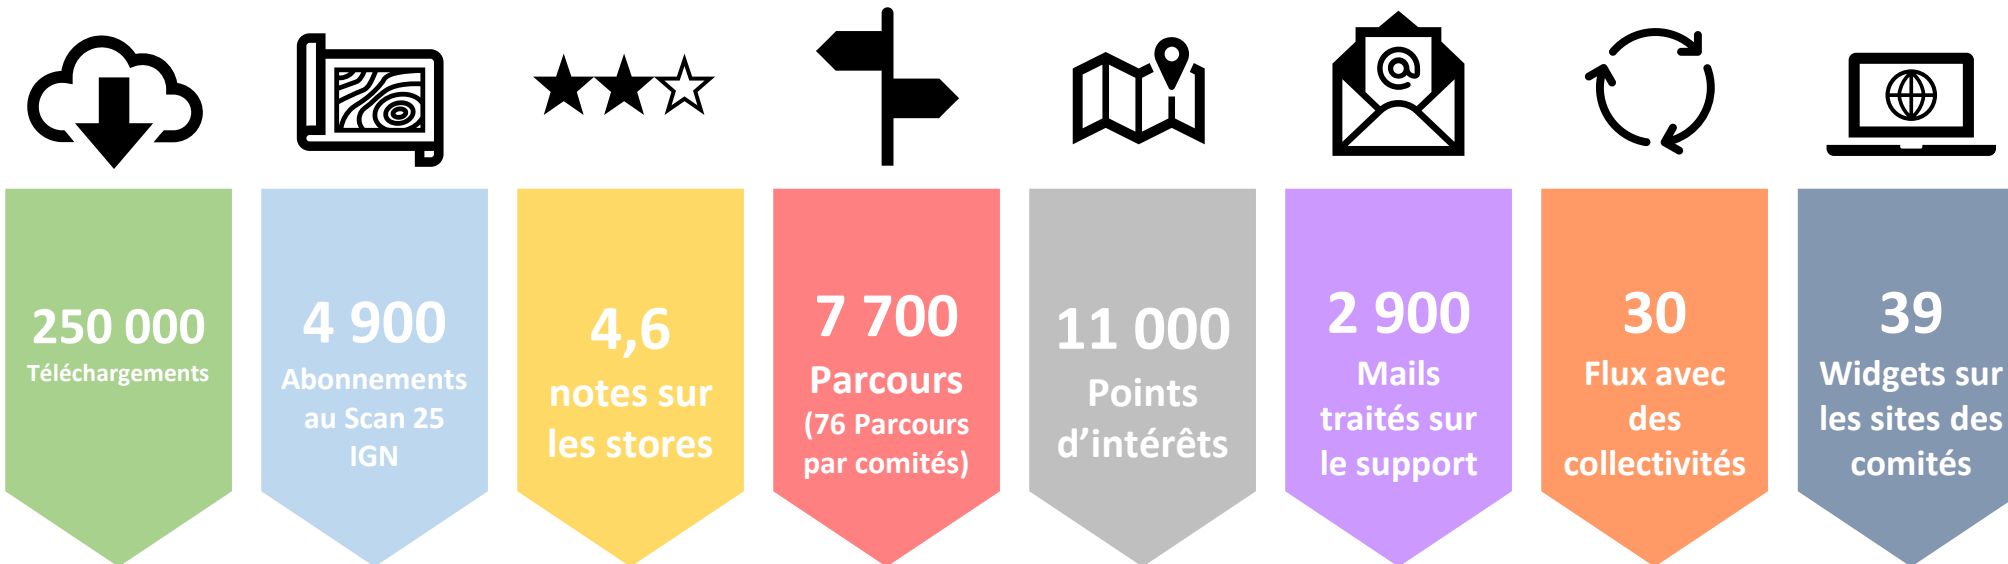 250 000
Téléchargements
4 900
Abonnements
au Scan 25
IGN
4,6
notes sur
les stores
7 700
Parcours
(76 Parcours
par comités)
11 000
Points
d’intérêts
@
2 900
Mails
traités sur
le support
30
Flux avec
des
collectivités
39
Widgets sur
les sites des
comités